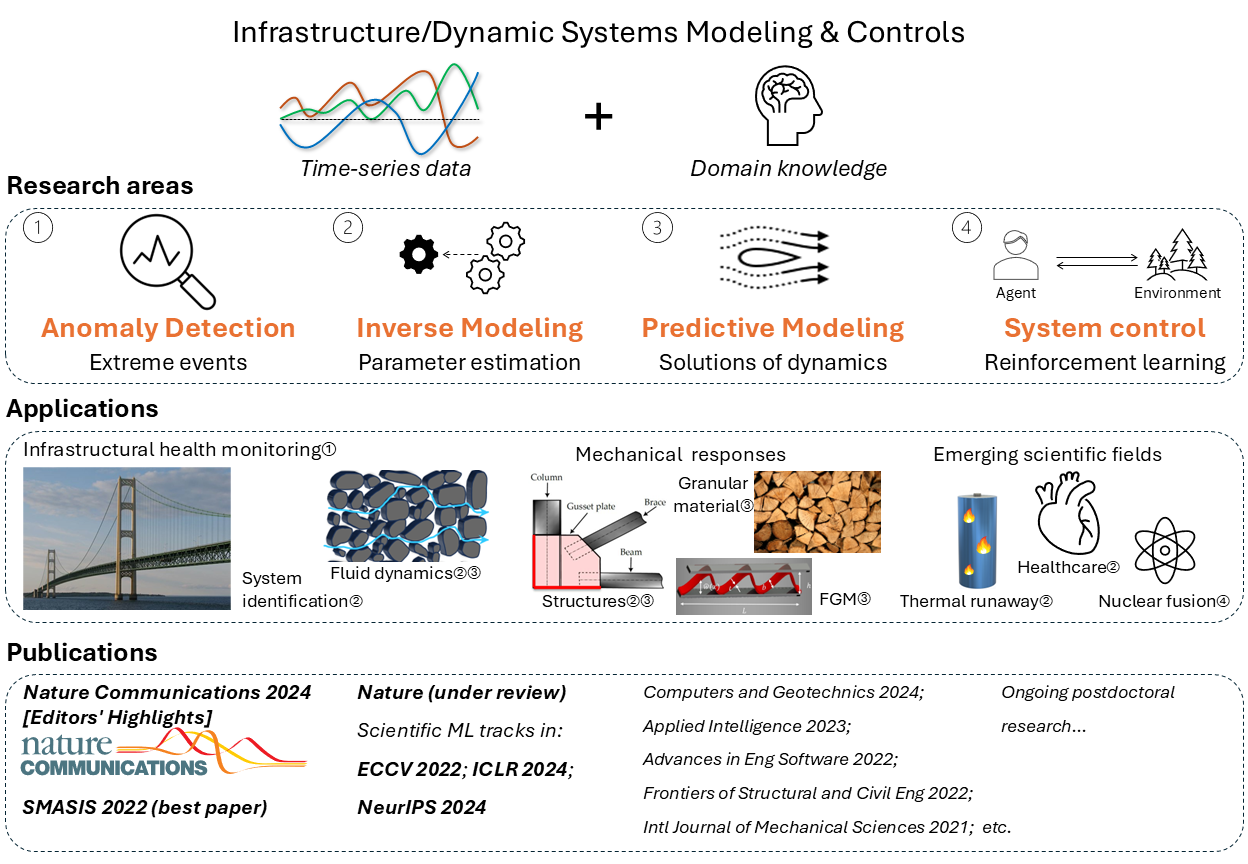 Infrastructure/Dynamic Systems Modeling & Controls
+
Time-series data
Domain knowledge
Research areas
①
②
③
④
Agent
Environment
Anomaly Detection
Inverse Modeling
Predictive Modeling
System control
Extreme events
Parameter estimation
Solutions of dynamics
Reinforcement learning
Applications
Infrastructural health monitoring①
System
identification②
Fluid dynamics②③
Mechanical responses
Column
Gusset plate
Brace
Beam
Structures②③
Granular
material③
L
h
FGM③
Emerging scientific fields
Thermal runaway②
Healthcare②
Nuclear fusion④
Publications
Nature Communications 2024
[Editors' Highlights]
nature
COMMUNICATIONS
SMASIS 2022 (best paper)
Nature (under review)
Scientific ML tracks in:
ECCV 2022; ICLR 2024;
NeurIPS 2024
Computers and Geotechnics 2024;
Applied Intelligence 2023;
Advances in Eng Software 2022;
Frontiers of Structural and Civil Eng 2022;
Intl Journal of Mechanical Sciences 2021; etc.
Ongoing postdoctoral
research...